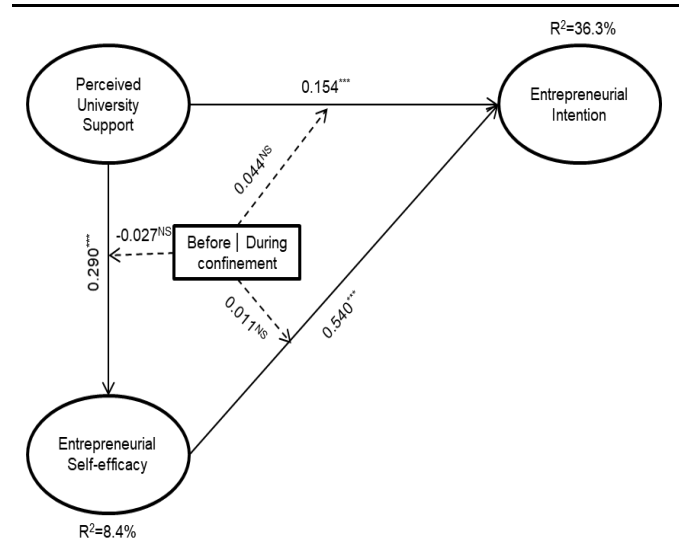 R²=36.3%
Perceived
University
Support
0.154***
Entrepreneurial
Intention
0.044NS
-0.027NS
Before | During
confinement
0.290***
0.011NS
0.540***
Entrepreneurial
Self-efficacy
R²=8.4%